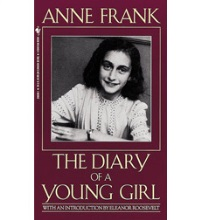 ANNE FRANK
THE DIARY
OF A
YOUNG GIRL
WITH AN INTRODUCTION BY ELEANOR ROOSEVELT